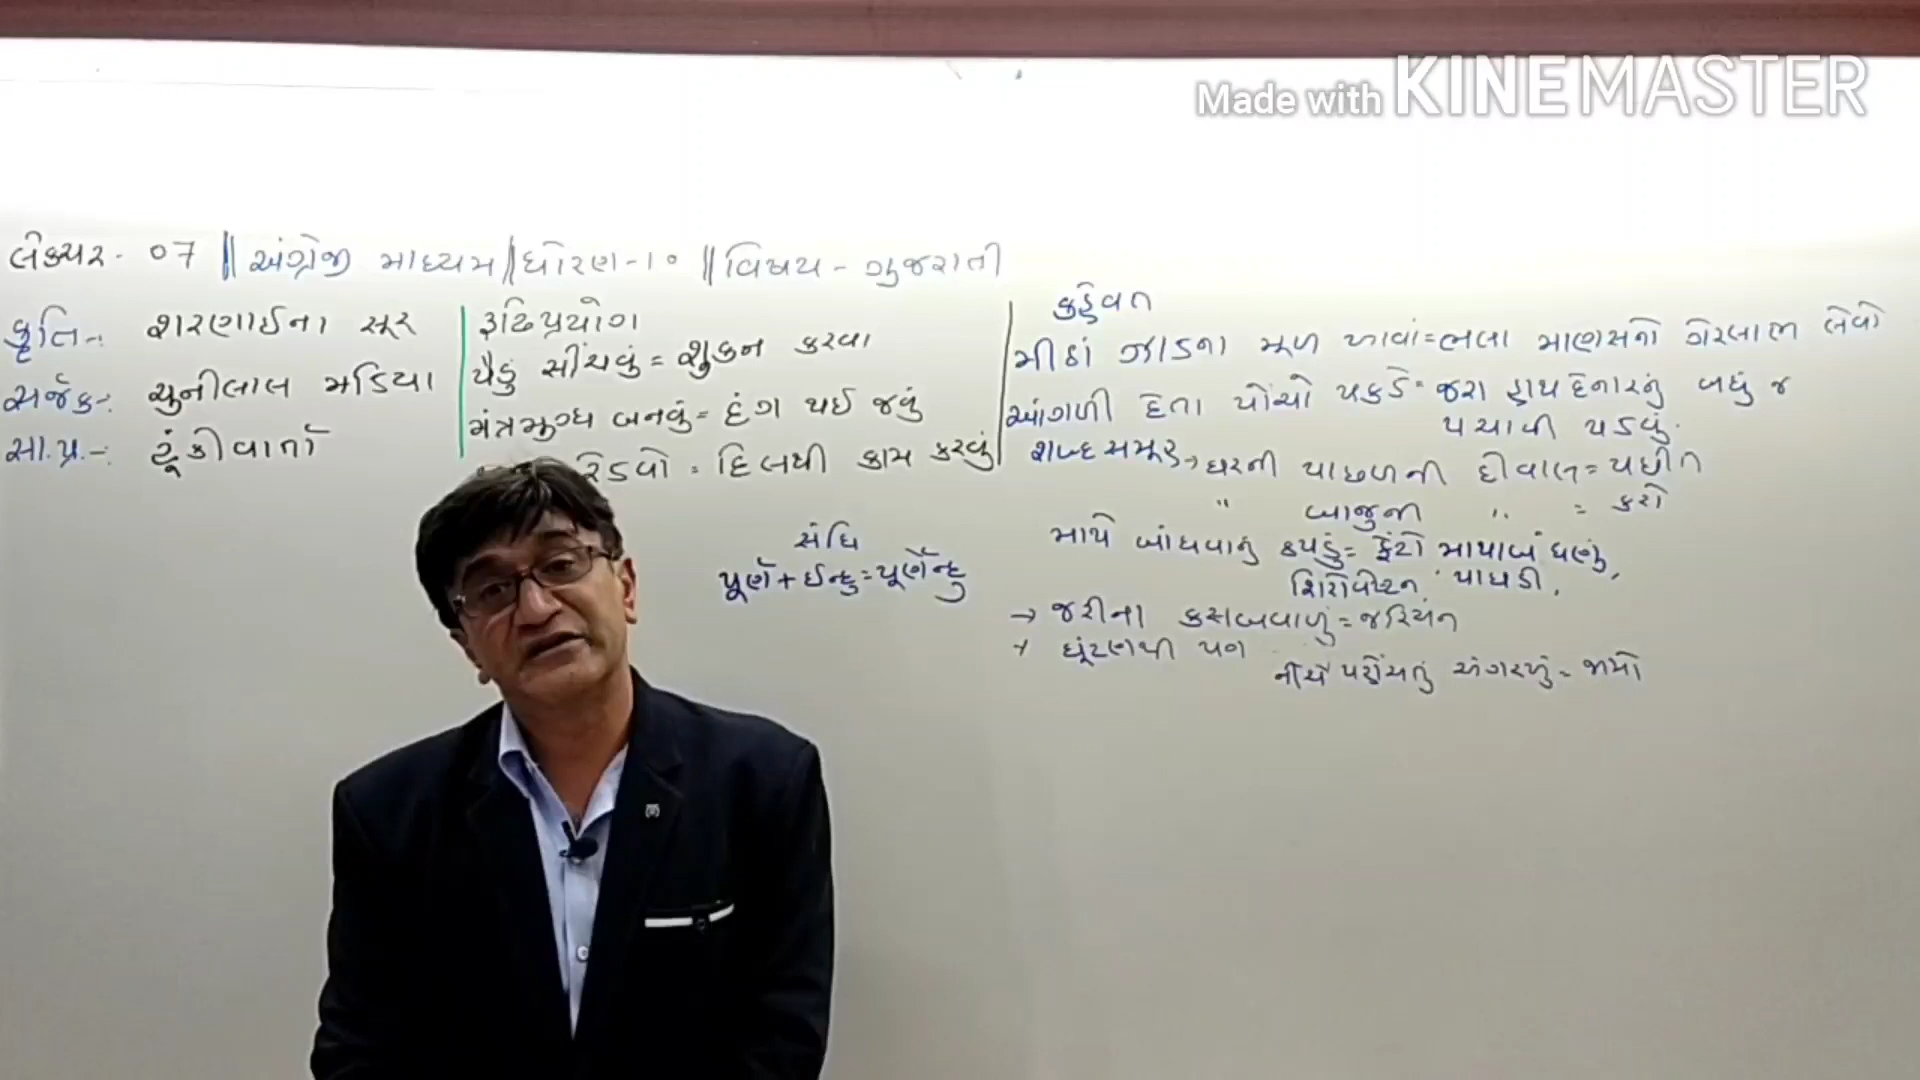 Made with KINEMASTER
લેક્ચર - 07 || અંગ્રેજી માધ્યમ || ધોરણ-૧૦ || વિષય - ગુજરાતી
કૃતિ -: શરણાઈના સૂર
સર્જક -: ચુનીલાલ મડિયા
સા.પ્ર. -: ટૂંકીવાર્તા
રૂઢિપ્રયોગ
પૈડું સીંચવું = શુકન કરવા
મંત્રમુગ્ધ બનવું = દંગ થઈ જવું
રેડવો = દિલથી કામ કરવું
સંધિ
પૂર્ણ + ઈન્દુ = પૂર્ણેન્દુ
કહેવત
મીઠાં ઝાડના મૂળ ખાવાં = ભલા માણસનો ગેરલાભ લેવો
આંગળી દેતા પોંચો પકડે = જરા હાથ દેનારનું બધું જ
પચાવી પડવું.
શબ્દસમૂહ → ઘરની પાછળની દીવાલ = પછીત
" બાજુની " = કરો
માથે બાંધવાનું કપડું = ફેંટો માથાબંધણું,
શિરોવેષ્ટન, પાઘડી.
→ જરીના કસબવાળું = જરિયન
+ ઘૂંટણથી પણ
નીચે પહોંચતું અંગરખું = જામો